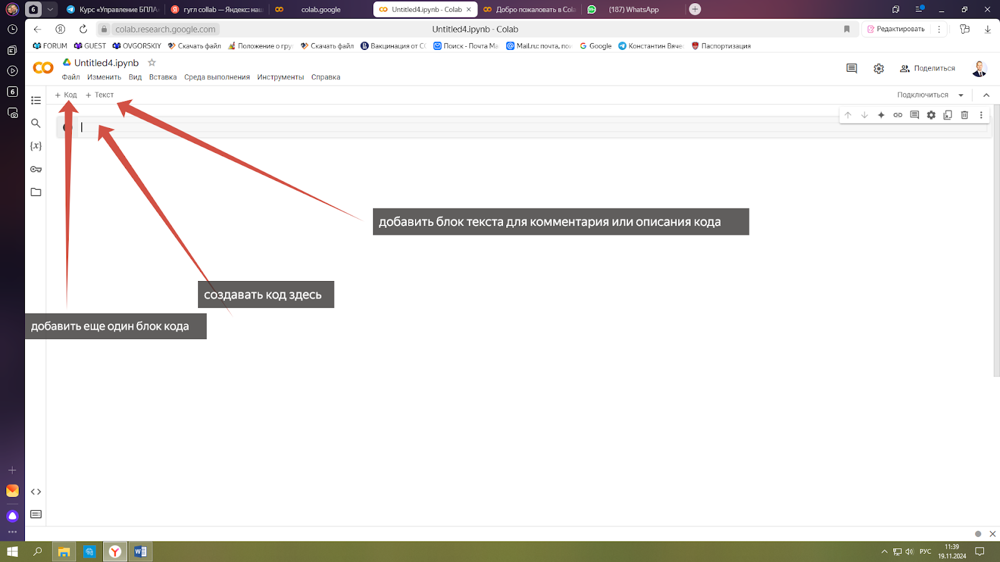 6
Курс «Управление БПЛА
гугл collab — Яндекс: наш
colab.google
Untitled4.ipynb - Colab
Добро пожаловать в Cola
99+
(187) WhatsApp
colab.research.google.com
Untitled4.ipynb - Colab
Редактировать
FORUM
GUEST
OVGORSKIY
Скачать файл
Положение о гру
Скачать файл
Вакцинация от CO
Поиск - Почта Ma
Mail.ru: почта, пои
Google
Константин Вячес
Паспортизация
Untitled4.ipynb
Файл
Изменить
Вид
Вставка
Среда выполнения
Инструменты
Справка
Поделиться
6
+ Код
+ Текст
Подключиться
{x}
добавить блок текста для комментария или описания кода
создавать код здесь
добавить еще один блок кода
РУС
11:39
19.11.2024